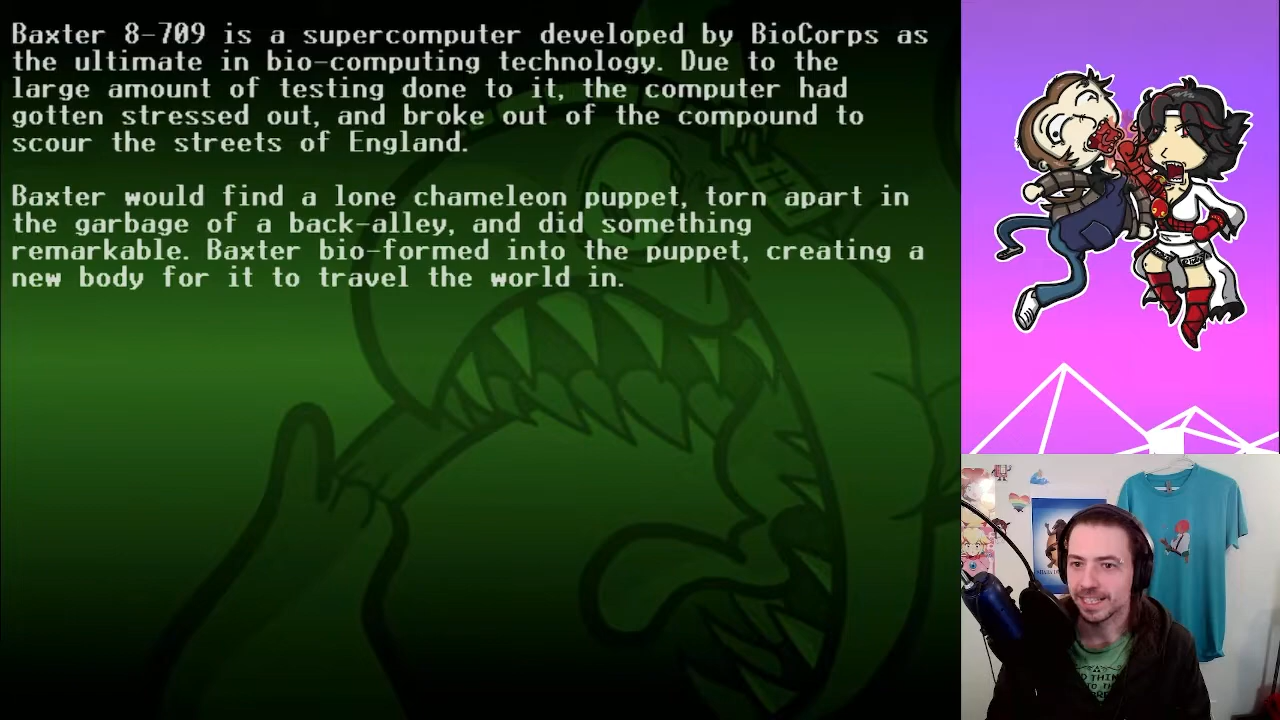 Baxter 8-709 is a supercomputer developed by BioCorps as
the ultimate in bio-computing technology. Due to the
large amount of testing done to it, the computer had
gotten stressed out, and broke out of the compound to
scour the streets of England.
Baxter would find a lone chameleon puppet, torn apart in
the garbage of a back-alley, and did something
remarkable. Baxter bio-formed into the puppet, creating a
new body for it to travel the world in.